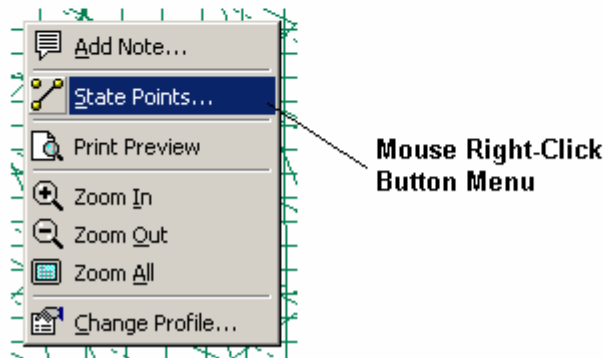 Add Note...
State Points...
Print Preview
Zoom In
Zoom Out
Zoom All
Change Profile...
Mouse Right-Click
Button Menu